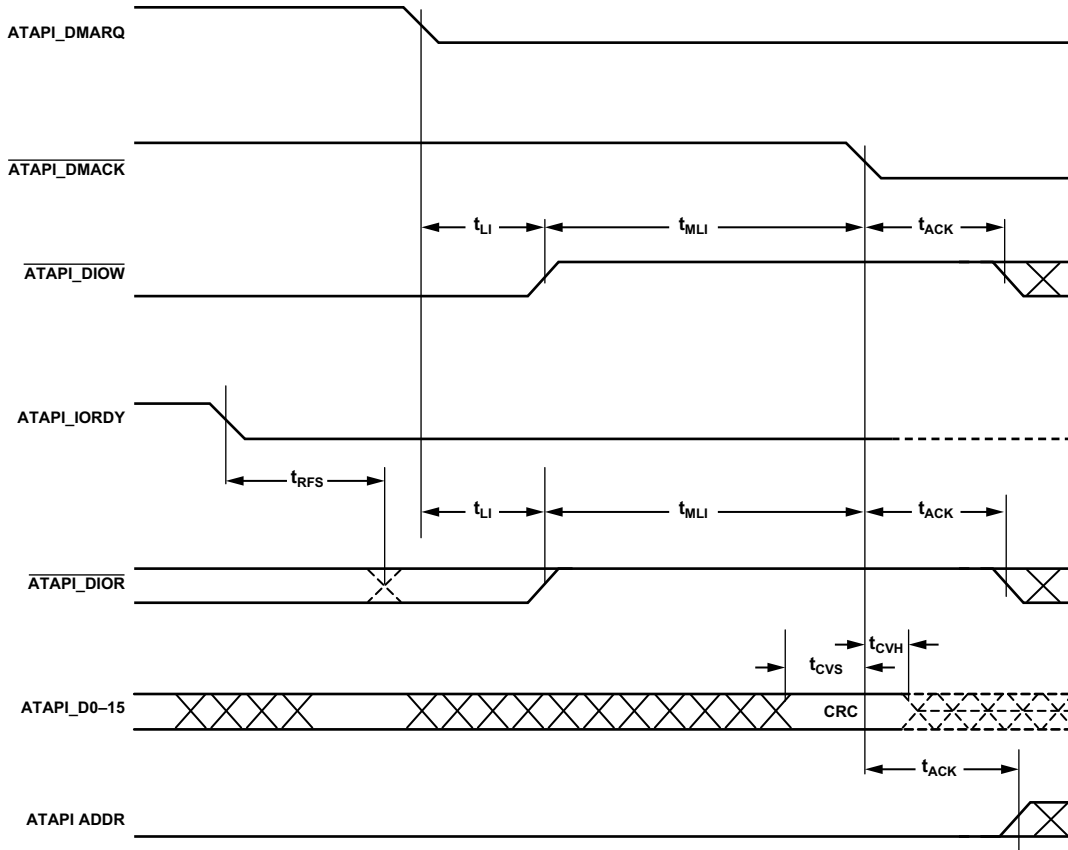 ATAPI_DMARQ
ATAPI_DMACK
tLI
tMLI
tACK
ATAPI_DIOW
ATAPI_IORDY
tRFS
tLI
tMLI
tACK
ATAPI_DIOR
tCVH
tCVS
ATAPI_D0–15
CRC
tACK
ATAPI ADDR